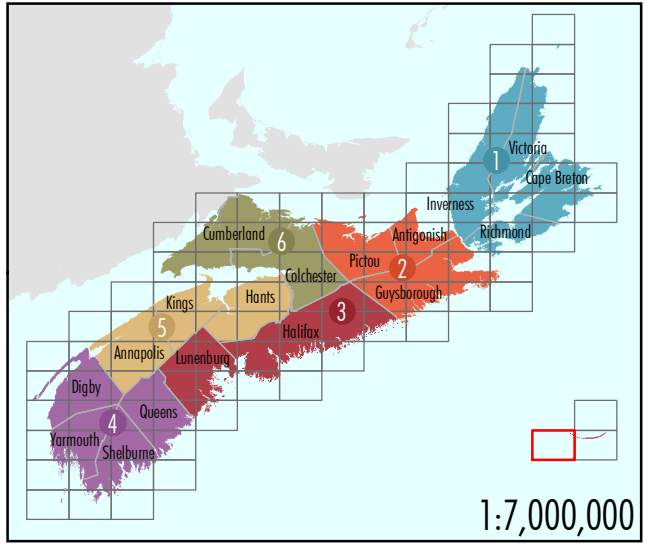 Victoria
1
Cape Breton
Inverness
Richmond
Cumberland
6
Antigonish
Pictou
2
Colchester
Guysborough
Kings
Hants
3
5
Halifax
Annapolis
Lunenburg
Digby
Queens
4
Yarmouth
Shelburne
1:7,000,000